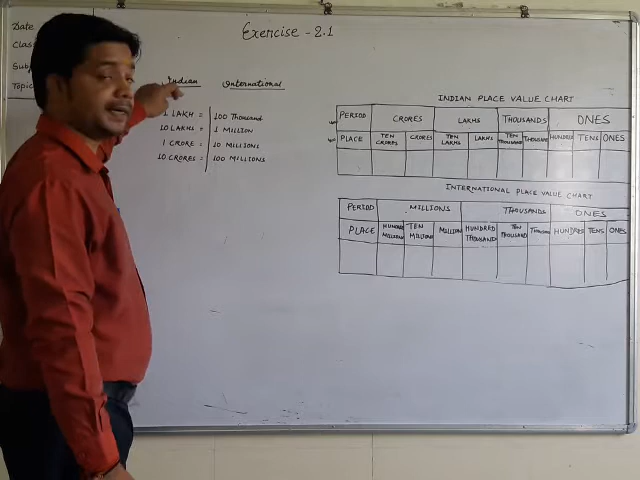 Date
Exercise - 2.1
Clas
Sub
Topic
Indian International
1 LAKH = 100 Thousand
10 LAKHS = 1 MILLION
1 CRORE = 10 MILLIONS
10 CRORES = 100 MILLIONS
INDIAN PLACE VALUE CHART
PERIOD CRORES LAKHS THOUSANDS ONES
PLACE TEN CRORES CRORES TEN LAKHS LAKHS TEN THOUSAND THOUSAND HUNDRED TENS ONES
INTERNATIONAL PLACE VALUE CHART
PERIOD MILLIONS THOUSANDS ONES
PLACE HUNDRED MILLIONS TEN MILLIONS MILLION HUNDRED THOUSAND TEN THOUSAND THOUSAND HUNDRED TENS ONES